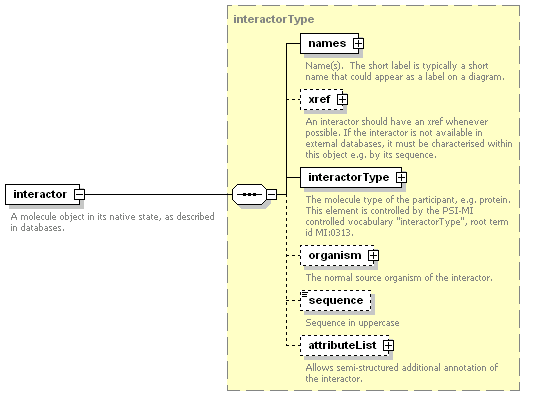 interactorType
names
Name(s). The short label is typically a short
name that could appear as a label on a diagram.
xref
An interactor should have an xref whenever
possible. If the interactor is not available in
external databases, it must be characterised within
this object e.g. by its sequence.
interactor
A molecule object in its native state, as described
in databases.
interactorType
The molecule type of the participant, e.g. protein.
This element is controlled by the PSI-MI
controlled vocabulary "interactorType", root term
id MI:0313.
organism
The normal source organism of the interactor.
sequence
Sequence in uppercase
attributeList
Allows semi-structured additional annotation of
the interactor.